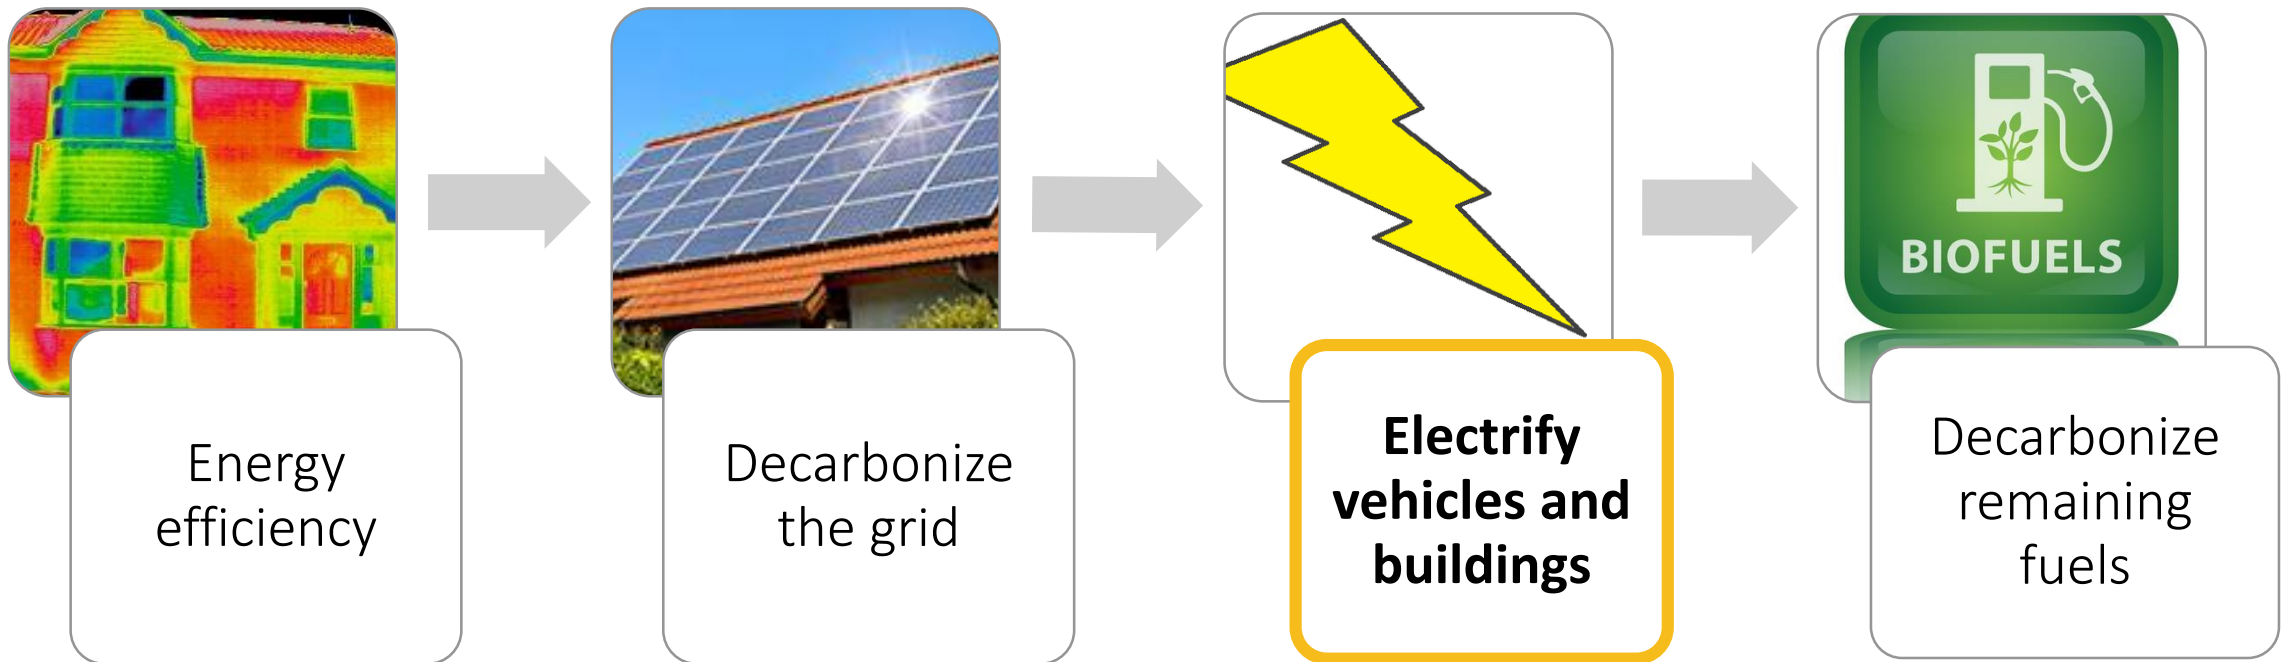 BIOFUELS
Energy
efficiency
Decarbonize
the grid
Electrify
vehicles and
buildings
Decarbonize
remaining
fuels